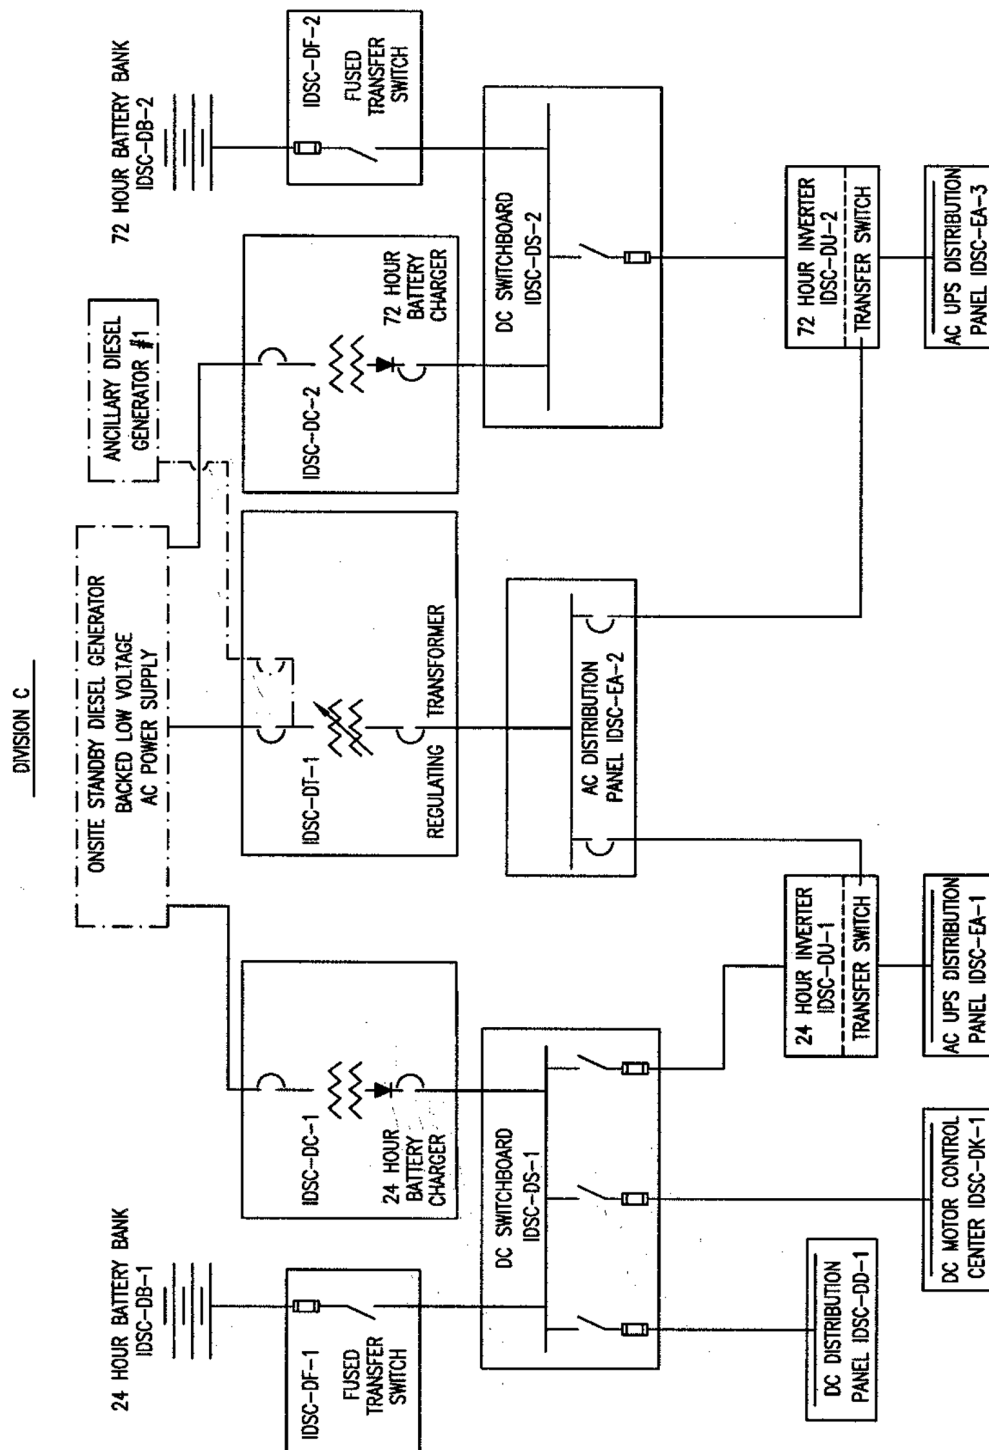 DIVISION C
ONSITE STANDBY DIESEL GENERATOR
BACKED LOW VOLTAGE
AC POWER SUPPLY
ANCILLARY DIESEL
GENERATOR #1
24 HOUR BATTERY BANK
IDSC-DB-1
72 HOUR BATTERY BANK
IDSC-DB-2
IDSC-DF-1
FUSED
TRANSFER
SWITCH
IDSC-DC-1
24 HOUR
BATTERY
CHARGER
IDSC-DT-1
REGULATING TRANSFORMER
IDSC-DC-2
72 HOUR
BATTERY
CHARGER
IDSC-DF-2
FUSED
TRANSFER
SWITCH
DC SWITCHBOARD
IDSC-DS-1
AC DISTRIBUTION
PANEL IDSC-EA-2
DC SWITCHBOARD
IDSC-DS-2
24 HOUR INVERTER
IDSC-DU-1
TRANSFER SWITCH
72 HOUR INVERTER
IDSC-DU-2
TRANSFER SWITCH
DC DISTRIBUTION
PANEL IDSC-DD-1
DC MOTOR CONTROL
CENTER IDSC-DK-1
AC UPS DISTRIBUTION
PANEL IDSC-EA-1
AC UPS DISTRIBUTION
PANEL IDSC-EA-3